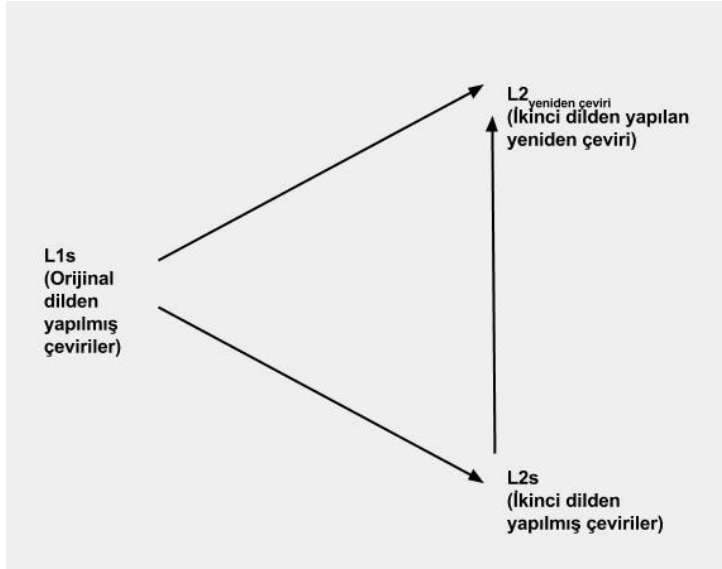 L2yeniden çeviri
(İkinci dilden yapılan
yeniden çeviri)
L1s
(Orijinal
dilden
yapılmış
çeviriler)
L2s
(İkinci dilden
yapılmış çeviriler)